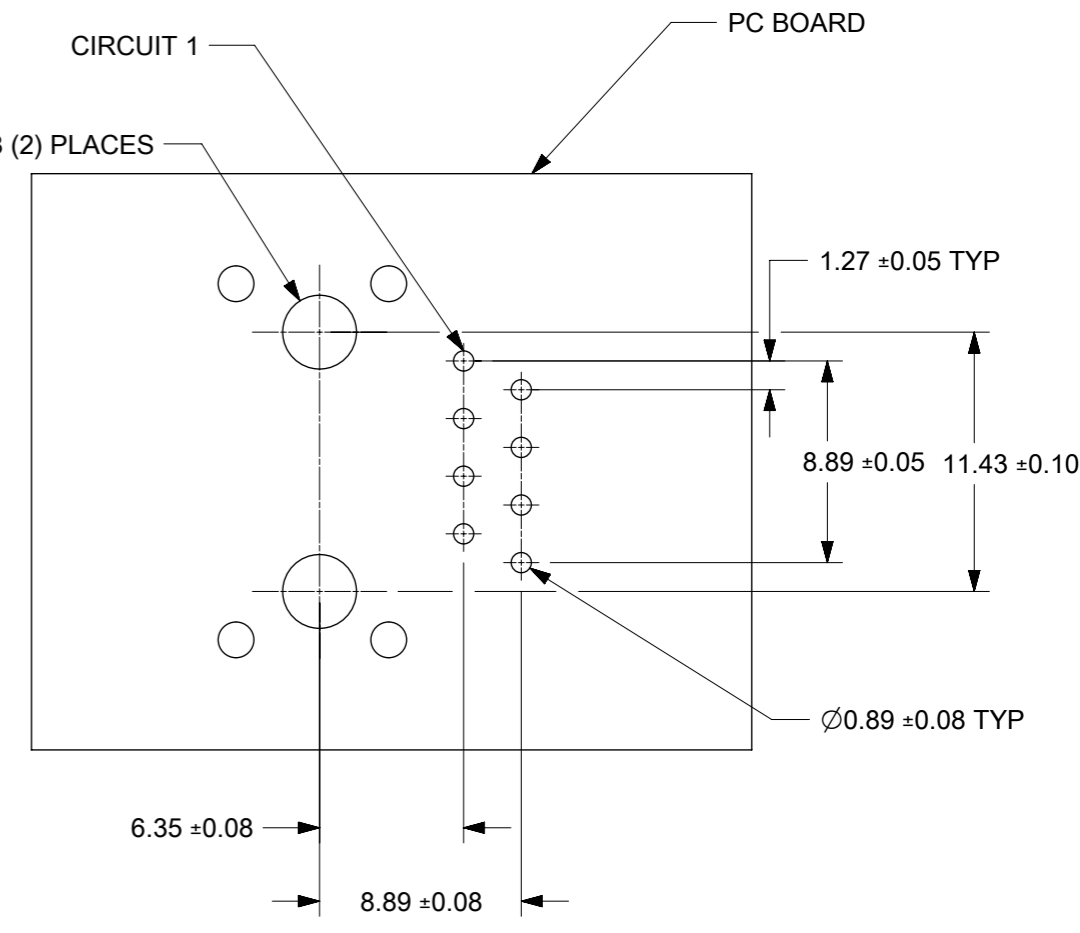 PC BOARD
CIRCUIT 1
(2) PLACES
1.27 ±0.05 TYP
8.89 ±0.05
11.43 ±0.10
Ø0.89 ±0.08 TYP
6.35 ±0.08
8.89 ±0.08